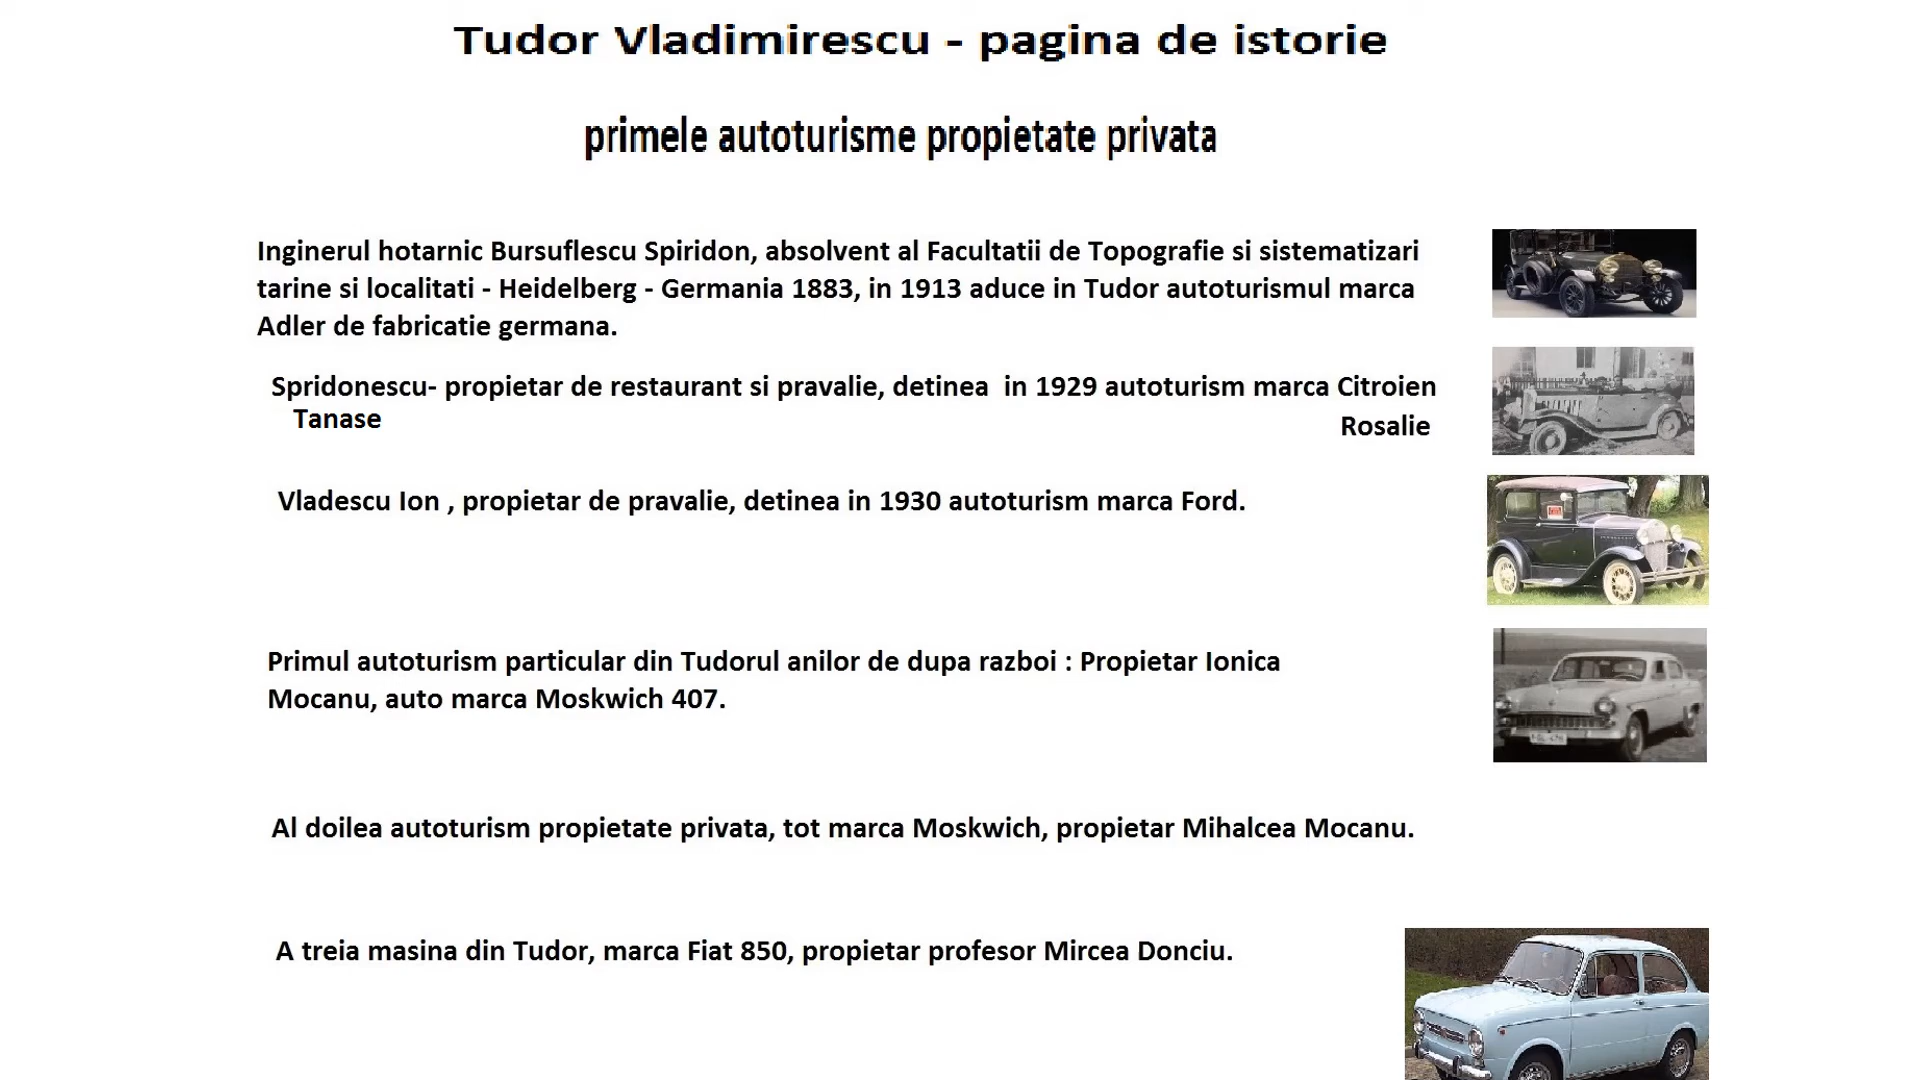 Tudor Vladimirescu - pagina de istorie
primele autoturisme propietate privata
Inginerul hotarnic Bursuflescu Spiridon, absolvent al Facultatii de Topografie si sistematizari
tarine si localitati - Heidelberg - Germania 1883, in 1913 aduce in Tudor autoturismul marca
Adler de fabricatie germana.
Spridonescu- propietar de restaurant si pravalie, detinea in 1929 autoturism marca Citroien
Tanase
Rosalie
Vladescu Ion , propietar de pravalie, detinea in 1930 autoturism marca Ford.
Primul autoturism particular din Tudorul anilor de dupa razboi : Propietar Ionica
Mocanu, auto marca Moskwich 407.
Al doilea autoturism propietate privata, tot marca Moskwich, propietar Mihalcea Mocanu.
A treia masina din Tudor, marca Fiat 850, propietar profesor Mircea Donciu.